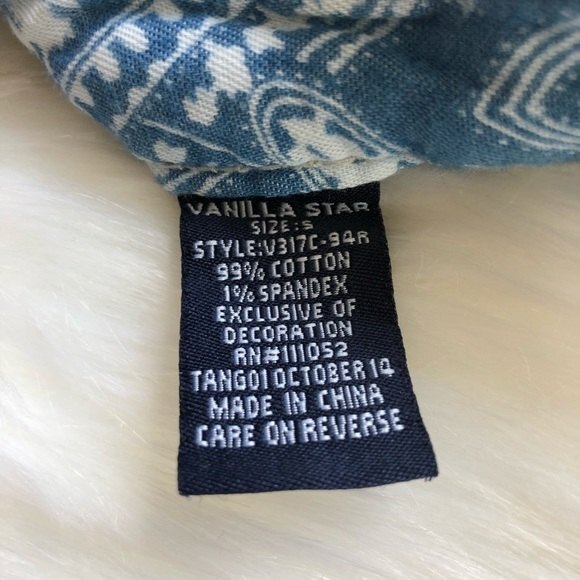 VANILLA STAR
SIZE:S
STYLE:V317C-94R
99% COTTON
1% SPANDEX
EXCLUSIVE OF
DECORATION
RN#111052
TANG01 OCTOBER 14
MADE IN CHINA
CARE ON REVERSE